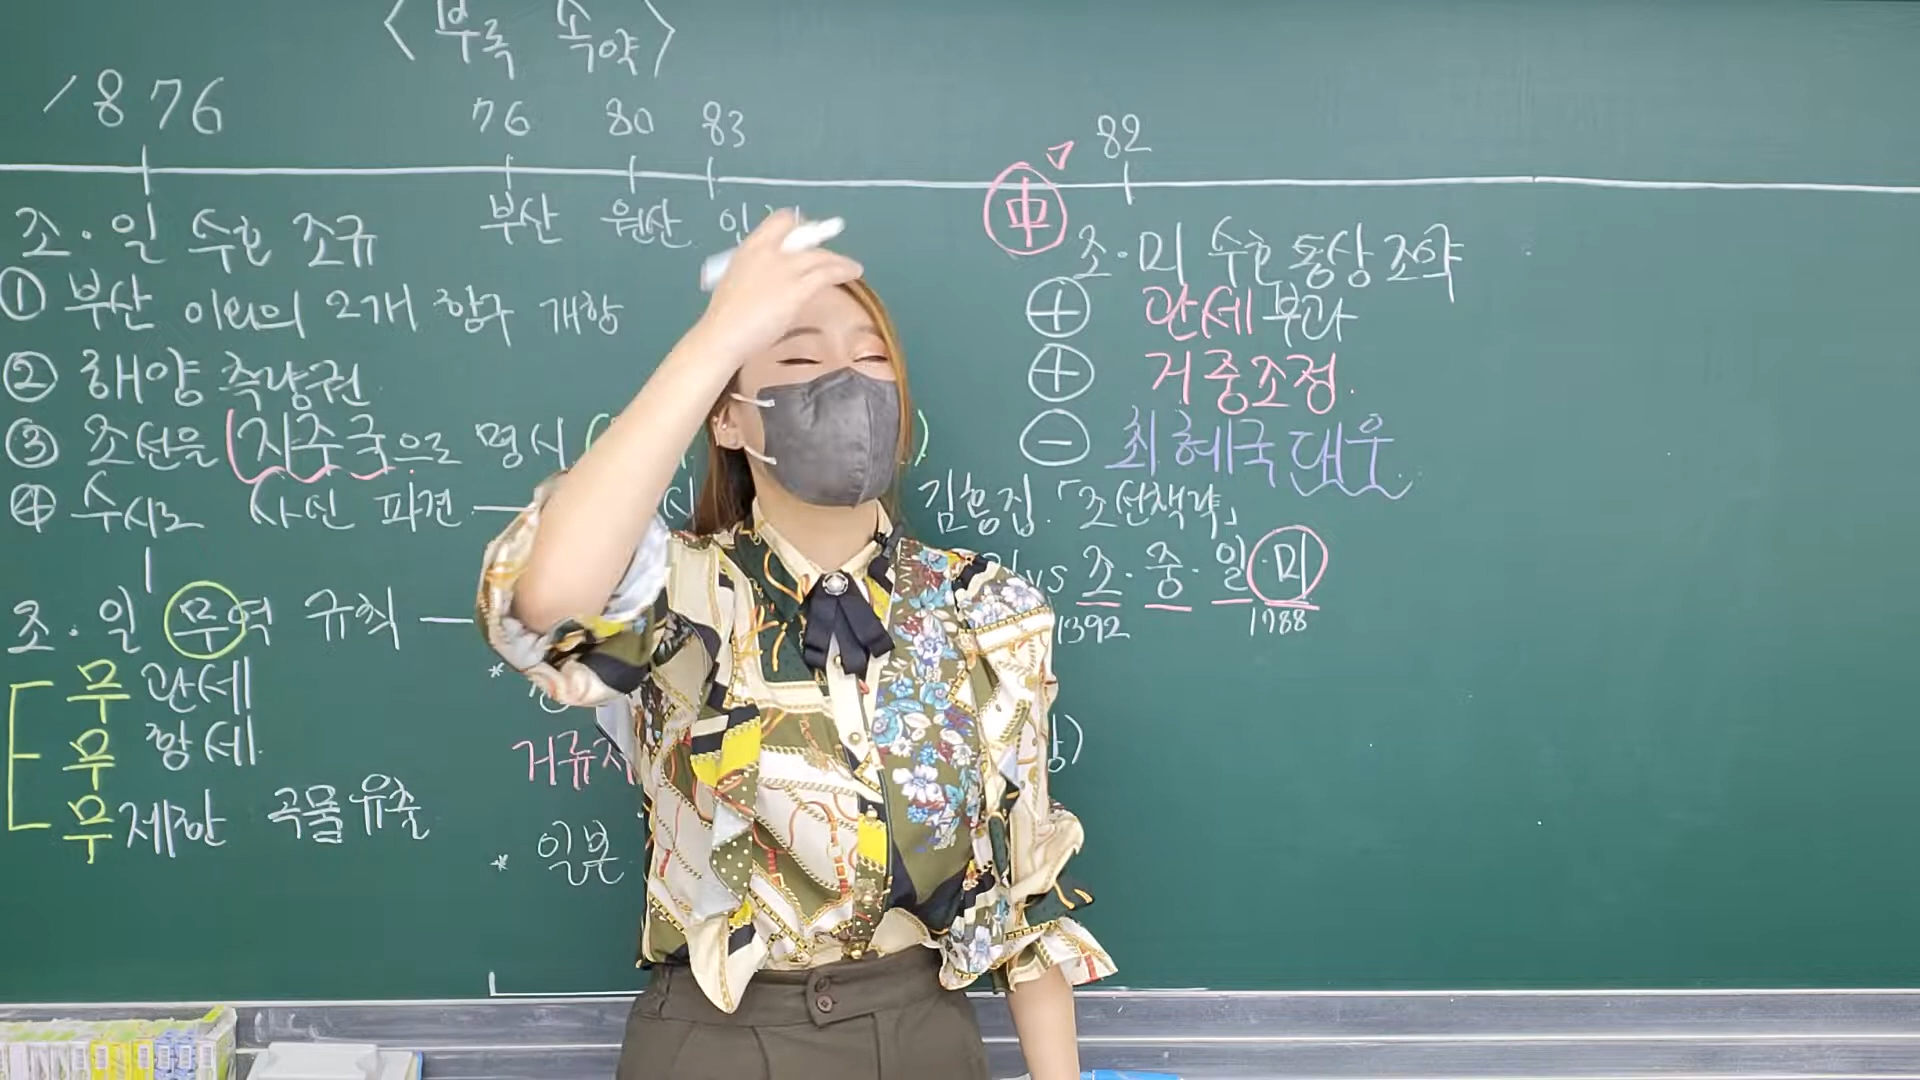 〈부록 속약〉
1876
76 80 83
부산 원산
조·일 수호 조규
① 부산 이외의 2개 항구 개항
② 해양 측량권
③ 조선을 자주국으로 명시 (
④ 수시로 사신 파견 —
조·일 무역 규칙 —
무관세
무항세
무제한 곡물 유출
*
거류지
* 일본
82
中
조·미 수호 통상 조약
⊕ 관세 부과
⊕ 거중조정.
⊖ 최혜국 대우
김홍집.「조선책략」
vs 조·중·일·미
1392 1788